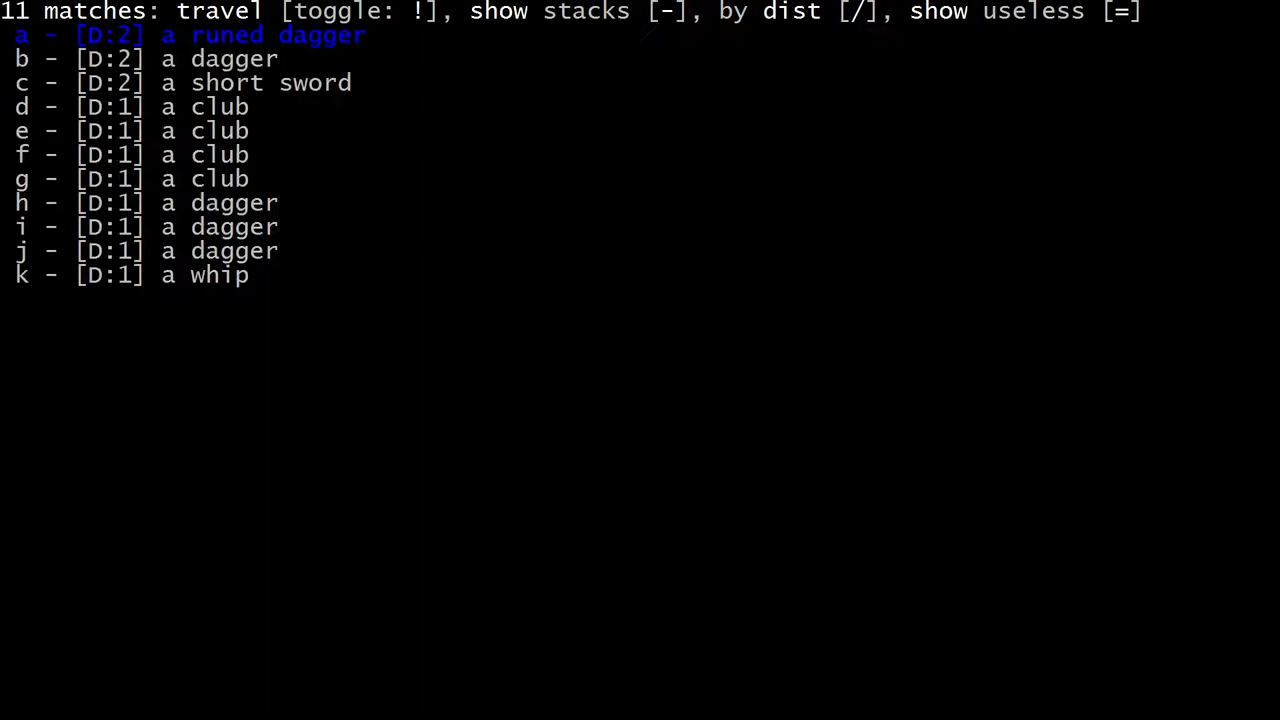 11 matches: travel [toggle: !], show stacks [-], by dist [/], show useless [=]
a - [D:2] a runed dagger
b - [D:2] a dagger
c - [D:2] a short sword
d - [D:1] a club
e - [D:1] a club
f - [D:1] a club
g - [D:1] a club
h - [D:1] a dagger
i - [D:1] a dagger
j - [D:1] a dagger
k - [D:1] a whip